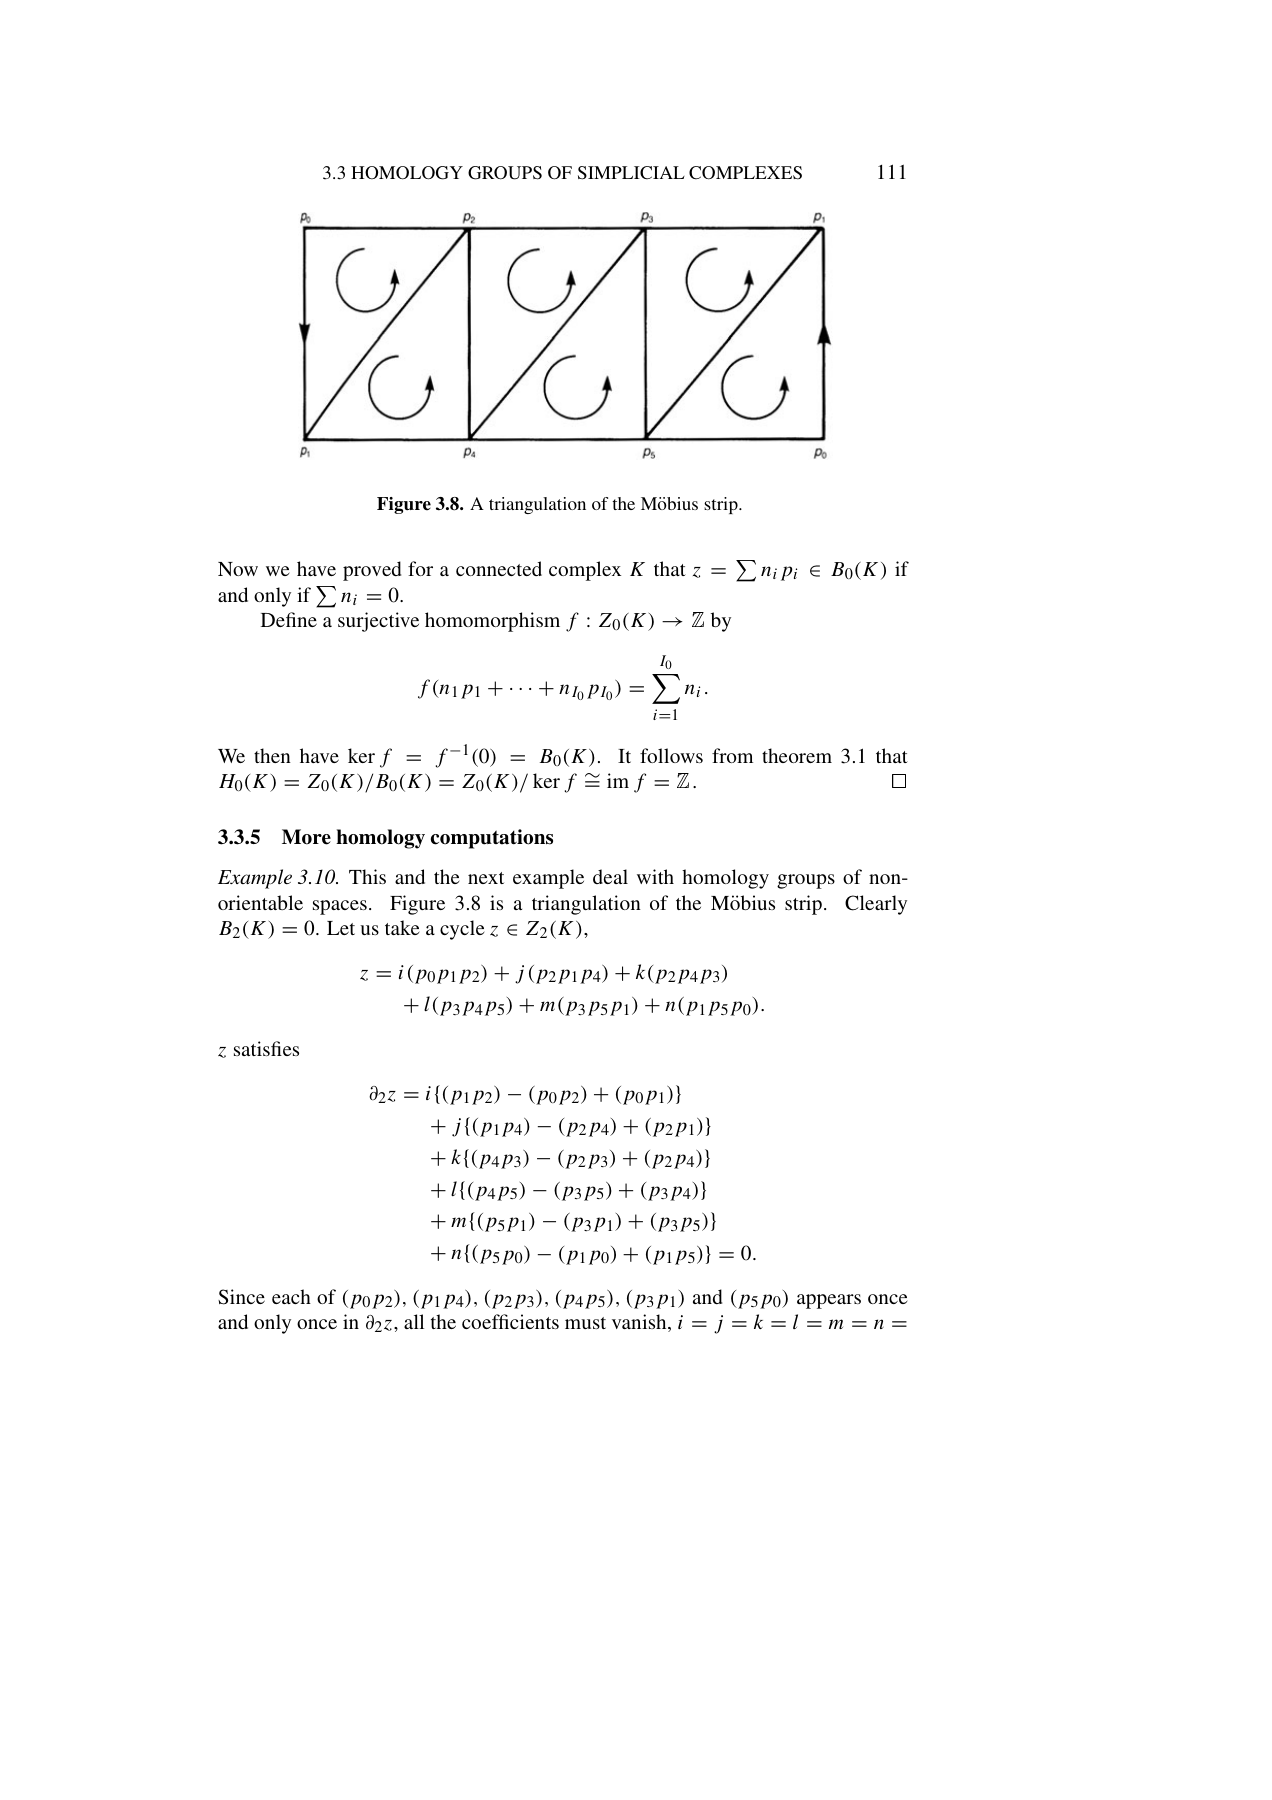 3.3 HOMOLOGY GROUPS OF SIMPLICIAL COMPLEXES 111
p₀ p₂ p₃ p₁
p₁ p₄ p₅ p₀
Figure 3.8. A triangulation of the Möbius strip.
Now we have proved for a connected complex K that z = ∑ nᵢ pᵢ ∈ B₀(K) if
and only if ∑ nᵢ = 0.
Define a surjective homomorphism f : Z₀(K) → ℤ by
f(n₁p₁ + · · · + n_{I₀} p_{I₀}) = ∑_{i=1}^{I₀} nᵢ.
We then have ker f = f⁻¹(0) = B₀(K). It follows from theorem 3.1 that
H₀(K) = Z₀(K)/B₀(K) = Z₀(K)/ ker f ≅ im f = ℤ. □
3.3.5 More homology computations
Example 3.10. This and the next example deal with homology groups of non-
orientable spaces. Figure 3.8 is a triangulation of the Möbius strip. Clearly
B₂(K) = 0. Let us take a cycle z ∈ Z₂(K),
z = i(p₀p₁p₂) + j(p₂p₁p₄) + k(p₂p₄p₃)
+ l(p₃p₄p₅) + m(p₃p₅p₁) + n(p₁p₅p₀).
z satisfies
∂₂z = i{(p₁p₂) − (p₀p₂) + (p₀p₁)}
+ j{(p₁p₄) − (p₂p₄) + (p₂p₁)}
+ k{(p₄p₃) − (p₂p₃) + (p₂p₄)}
+ l{(p₄p₅) − (p₃p₅) + (p₃p₄)}
+ m{(p₅p₁) − (p₃p₁) + (p₃p₅)}
+ n{(p₅p₀) − (p₁p₀) + (p₁p₅)} = 0.
Since each of (p₀p₂), (p₁p₄), (p₂p₃), (p₄p₅), (p₃p₁) and (p₅p₀) appears once
and only once in ∂₂z, all the coefficients must vanish, i = j = k = l = m = n =